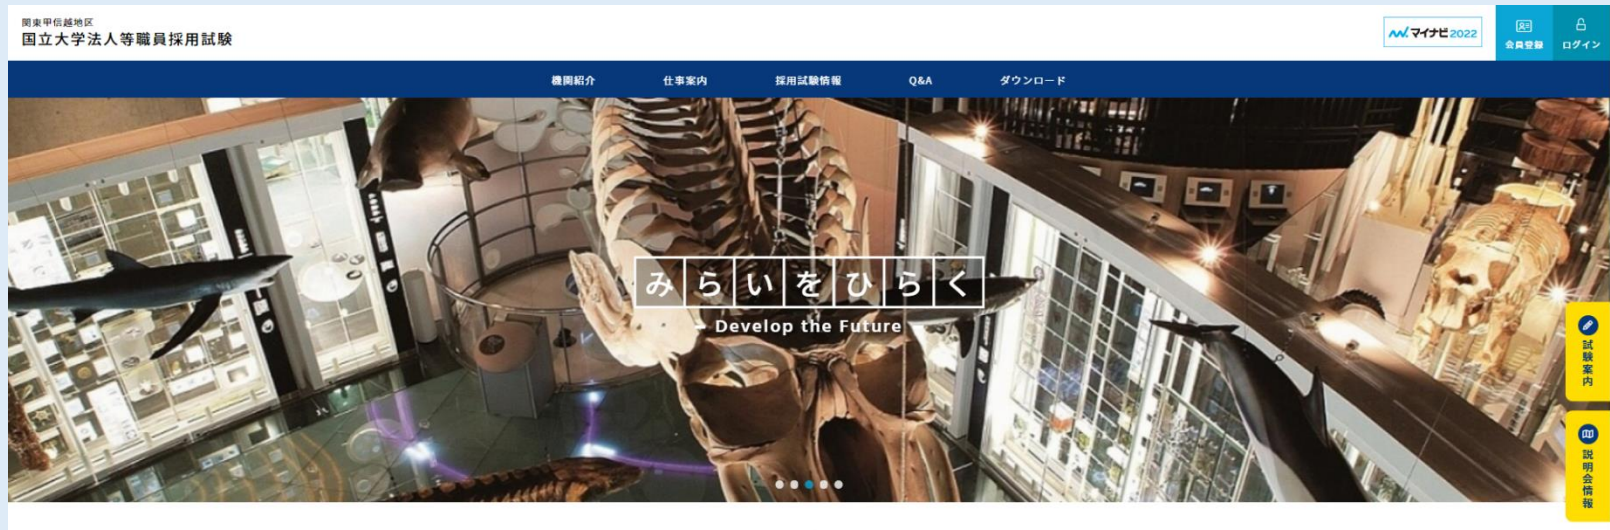 関東甲信越地区
国立大学法人等職員採用試験
マイナビ2022
会員登録
ログイン
機関紹介
仕事案内
採用試験情報
Q&A
ダウンロード
みらいをひらく
Develop the Future
試験案内
説明会情報